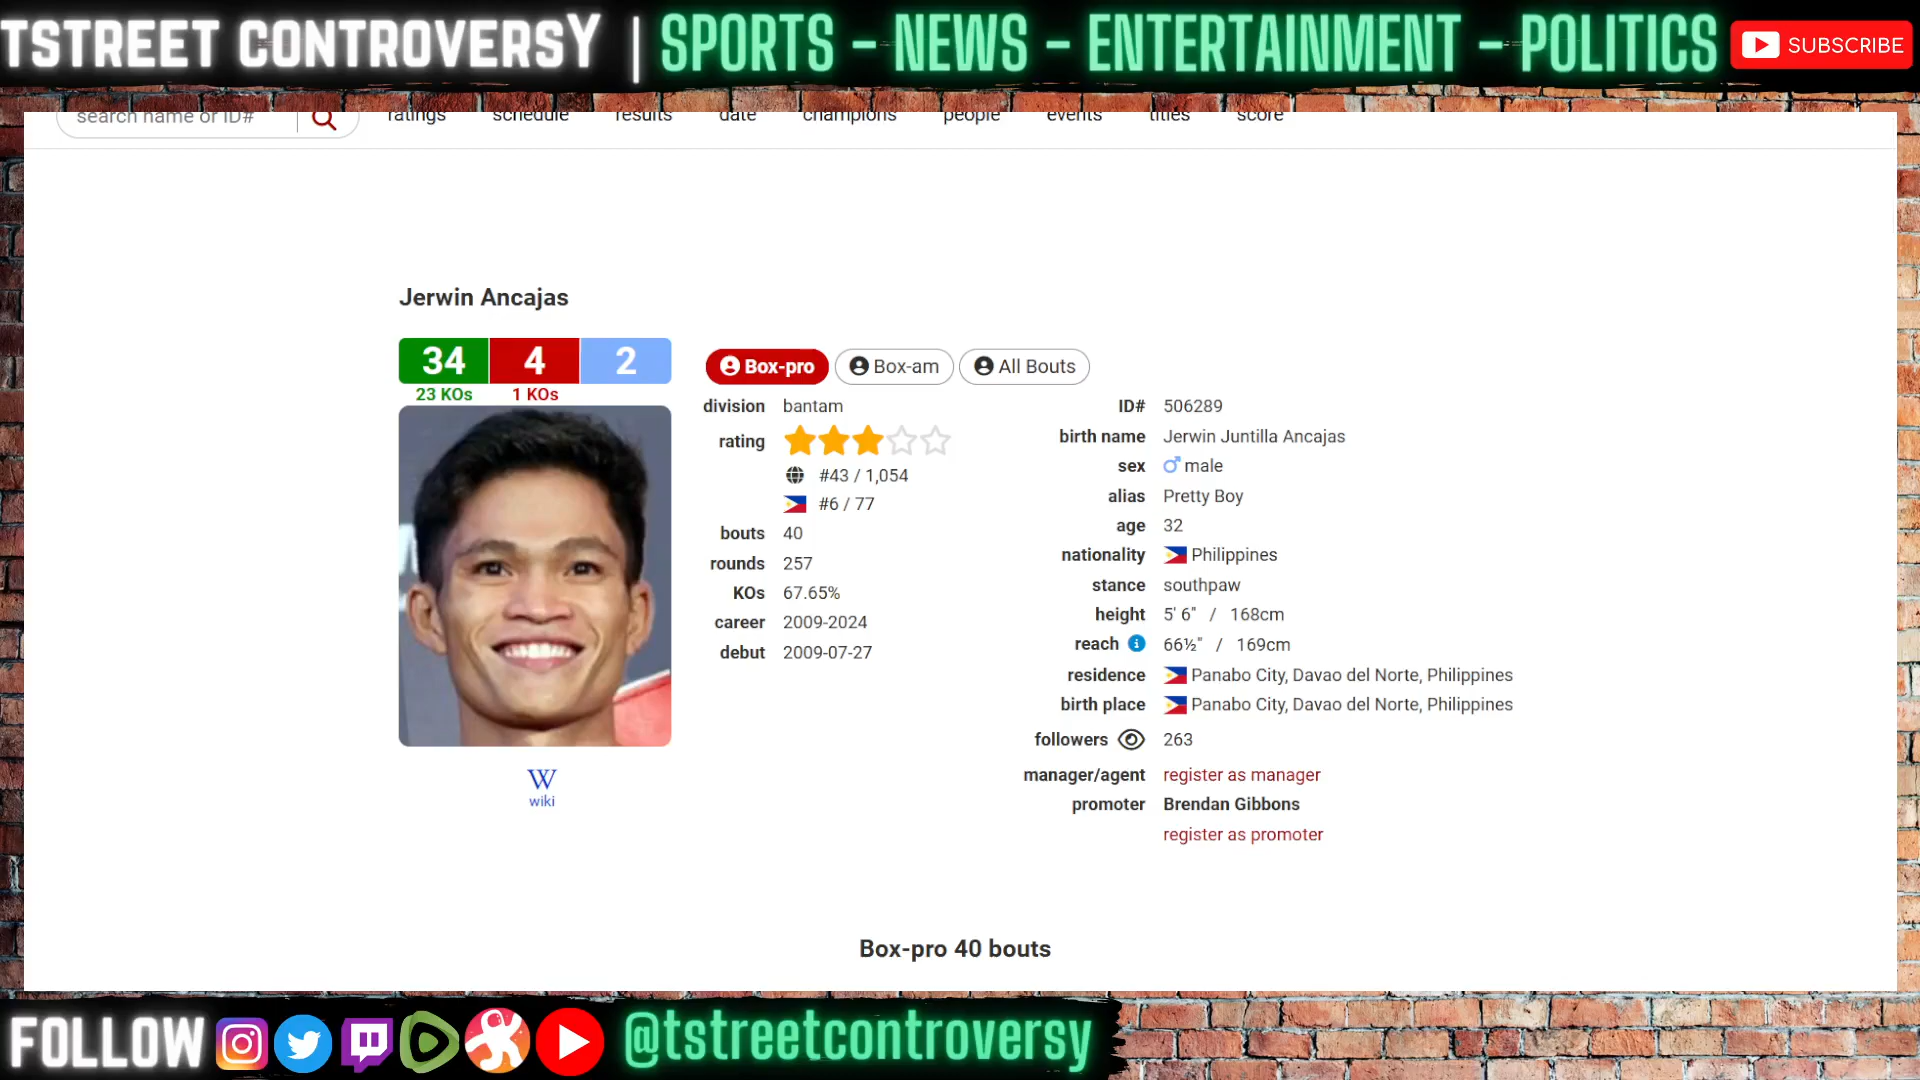 TSTREET CONTROVERSY | SPORTS - NEWS - ENTERTAINMENT - POLITICS SUBSCRIBE
search name or ID# ratings schedule results date champions people events titles score
Jerwin Ancajas
34 4 2
23 KOs 1 KOs
Box-pro Box-am All Bouts
division bantam
rating
#43 / 1,054
#6 / 77
bouts 40
rounds 257
KOs 67.65%
career 2009-2024
debut 2009-07-27
ID# 506289
birth name Jerwin Juntilla Ancajas
sex male
alias Pretty Boy
age 32
nationality Philippines
stance southpaw
height 5' 6" / 168cm
reach 66½" / 169cm
residence Panabo City, Davao del Norte, Philippines
birth place Panabo City, Davao del Norte, Philippines
followers 263
manager/agent register as manager
promoter Brendan Gibbons
register as promoter
W
wiki
Box-pro 40 bouts
FOLLOW @tstreetcontroversy